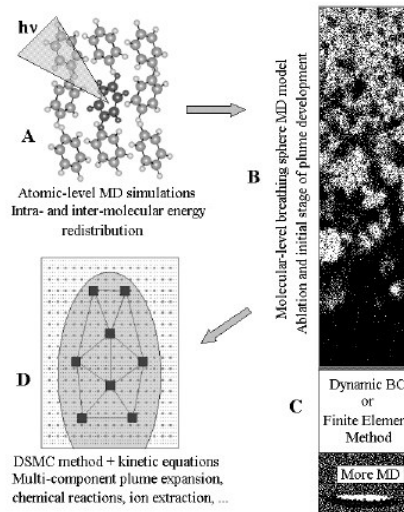 hν
A
Atomic-level MD simulations
Intra- and inter-molecular energy
redistribution
B
Molecular-level breathing sphere MD model
Ablation and initial stage of plume development
C
Dynamic BC
or
Finite Element
Method
More MD
D
DSMC method + kinetic equations
Multi-component plume expansion,
chemical reactions, ion extraction, ...